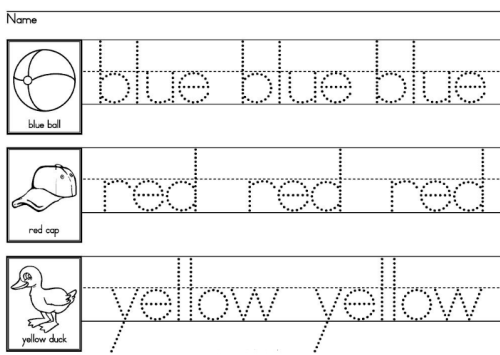 Name
blue blue blue
blue ball
red red red
red cap
yellow yellow
yellow duck